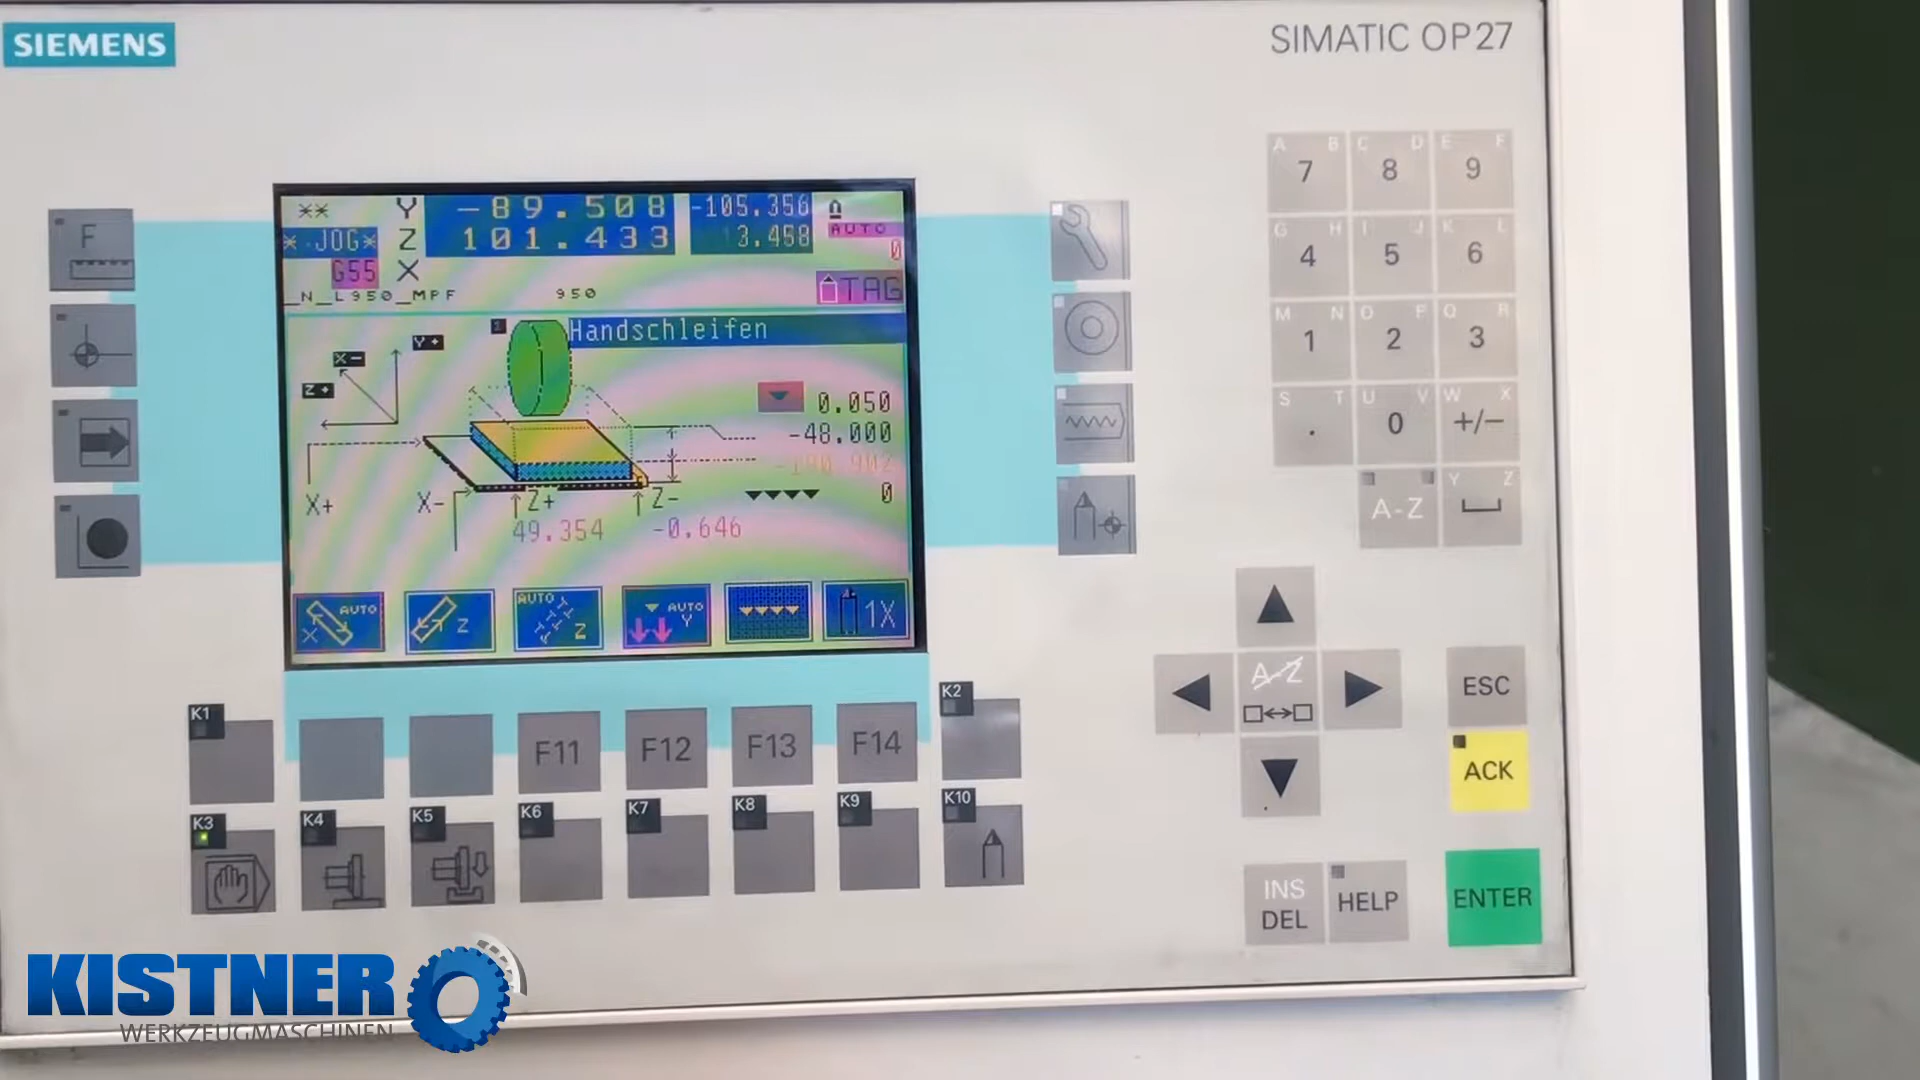 SIEMENS
SIMATIC OP27
** Y -89.508 -105.356
* JOG* Z 101.433 3.458 AUTO
G55 X 0
_N_L950_MPF 950 TAG
1 Handschleifen
Y+
X-
Z+
0.050
-48.000
0
X+ X- Z+ Z-
49.354 -0.646
X AUTO
Z
AUTO Z
AUTO Y
1X
F
A B 7
C D 8
E F 9
G H 4
I J 5
K L 6
M N 1
O P 2
Q R 3
S T .
U V 0
W X +/-
A-Z
Y Z
A-Z
ESC
ACK
INS DEL
HELP
ENTER
K1
F11
F12
F13
F14
K2
K3
K4
K5
K6
K7
K8
K9
K10
KISTNER
WERKZEUGMASCHINEN